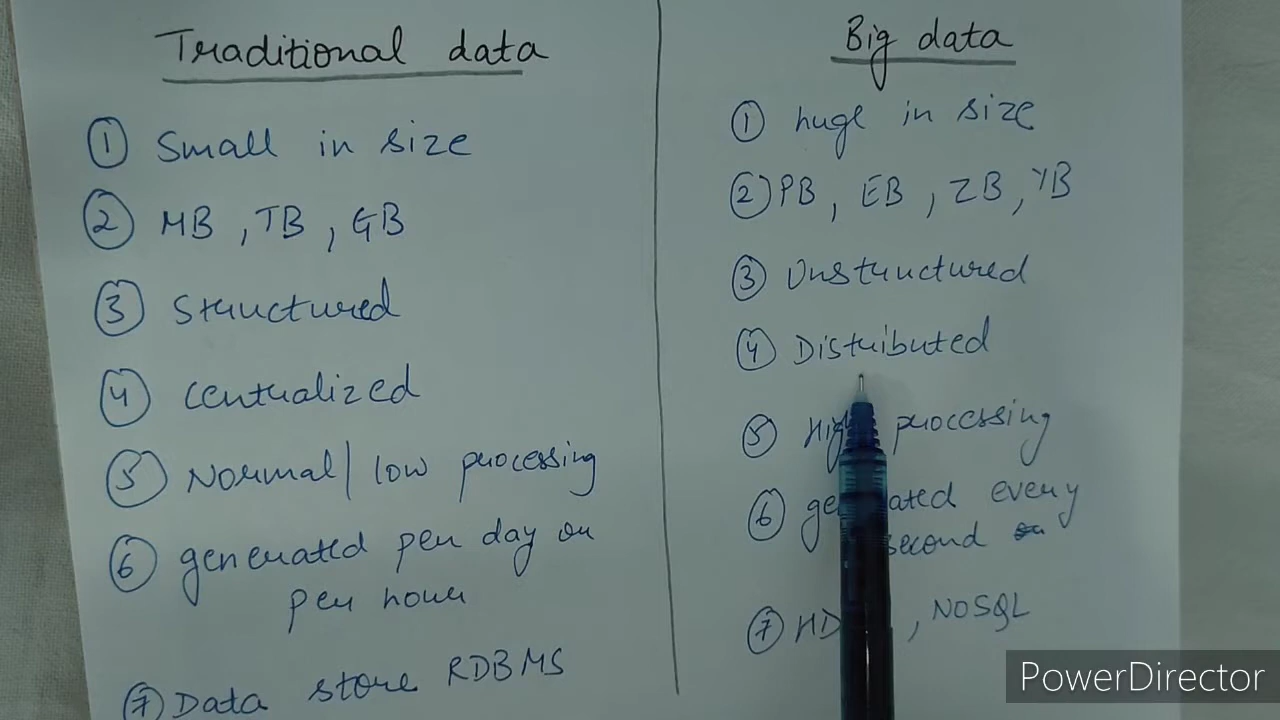 Traditional data
① Small in size
② MB, TB, GB
③ Structured
④ Centralized
⑤ Normal/ low processing
⑥ generated per day or
per hour
⑦ Data store RDBMS
Big data
① huge in size
② PB, EB, ZB, YB
③ Unstructured
④ Distributed
⑤ processing
⑥ every
second
⑦ , NOSQL
PowerDirector